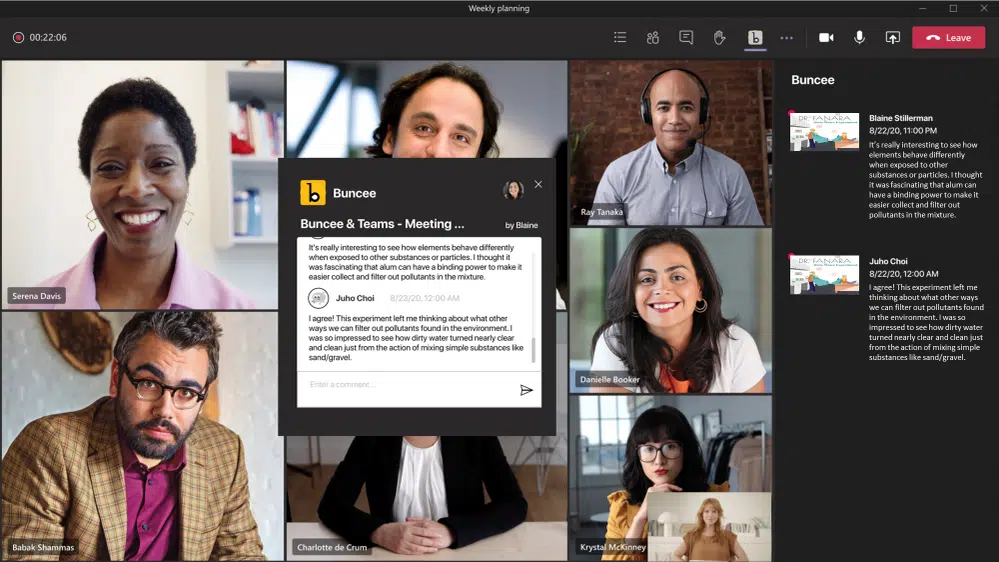 Weekly planning
00:22:06
Leave
Serena Davis
Ray Tanaka
Danielle Booker
Babak Shammas
Charlotte de Crum
Krystal McKinney
Buncee
Buncee & Teams - Meeting ...
by Blaine
It's really interesting to see how elements behave differently
when exposed to other substances or particles. I thought it
was fascinating that alum can have a binding power to make it
easier collect and filter out pollutants in the mixture.
Juho Choi 8/23/20, 12:00 AM
I agree! This experiment left me thinking about what other
ways we can filter out pollutants found in the environment. I
was so impressed to see how dirty water turned nearly clear
and clean just from the action of mixing simple substances like
sand/gravel.
Enter a comment...
Buncee
DR. FANARA
Blaine Stillerman
8/22/20, 11:00 PM
It's really interesting to see how
elements behave differently
when exposed to other
substances or particles. I thought
it was fascinating that alum can
have a binding power to make it
easier collect and filter out
pollutants in the mixture.
DR. FANARA
Juho Choi
8/22/20, 12:00 AM
I agree! This experiment left me
thinking about what other ways
we can filter out pollutants found
in the environment. I was so
impressed to see how dirty water
turned nearly clear and clean just
from the action of mixing simple
substances like sand/gravel.